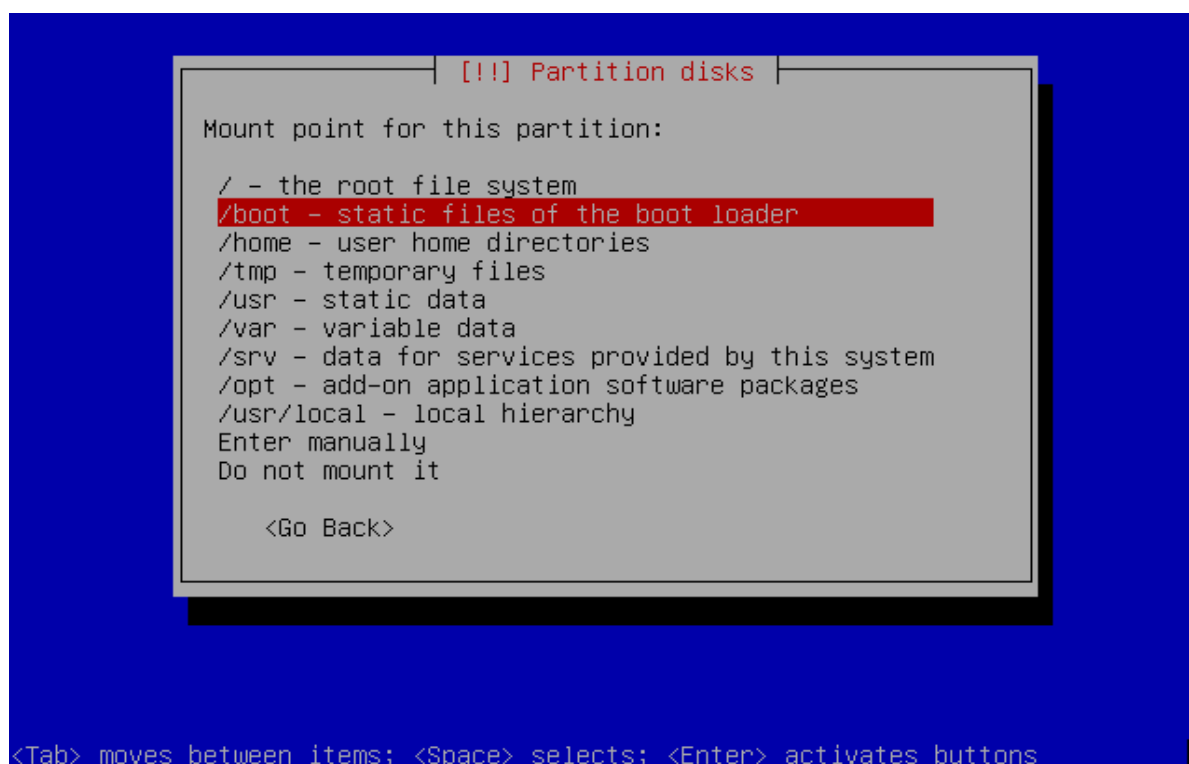 [!!] Partition disks
Mount point for this partition:
/ – the root file system
/boot – static files of the boot loader
/home – user home directories
/tmp – temporary files
/usr – static data
/var – variable data
/srv – data for services provided by this system
/opt – add–on application software packages
/usr/local – local hierarchy
Enter manually
Do not mount it
<Go Back>
<Tab> moves between items; <Space> selects; <Enter> activates buttons